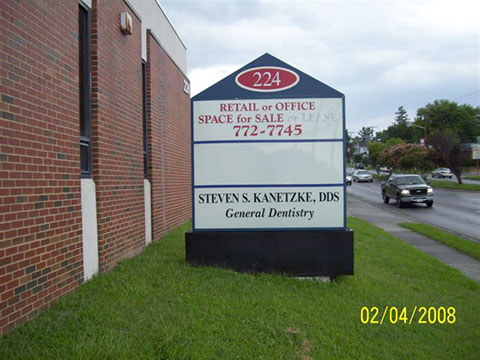 224
RETAIL or OFFICE
SPACE for SALE or LEASE
772-7745
STEVEN S. KANETZKE, DDS
General Dentistry
02/04/2008